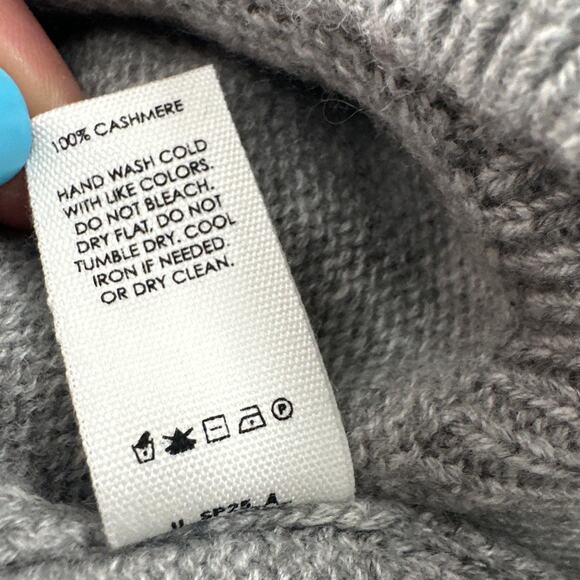 100% CASHMERE
HAND WASH COLD
WITH LIKE COLORS.
DO NOT BLEACH.
DRY FLAT, DO NOT
TUMBLE DRY. COOL
IRON IF NEEDED.
OR DRY CLEAN.
P
SP25 A